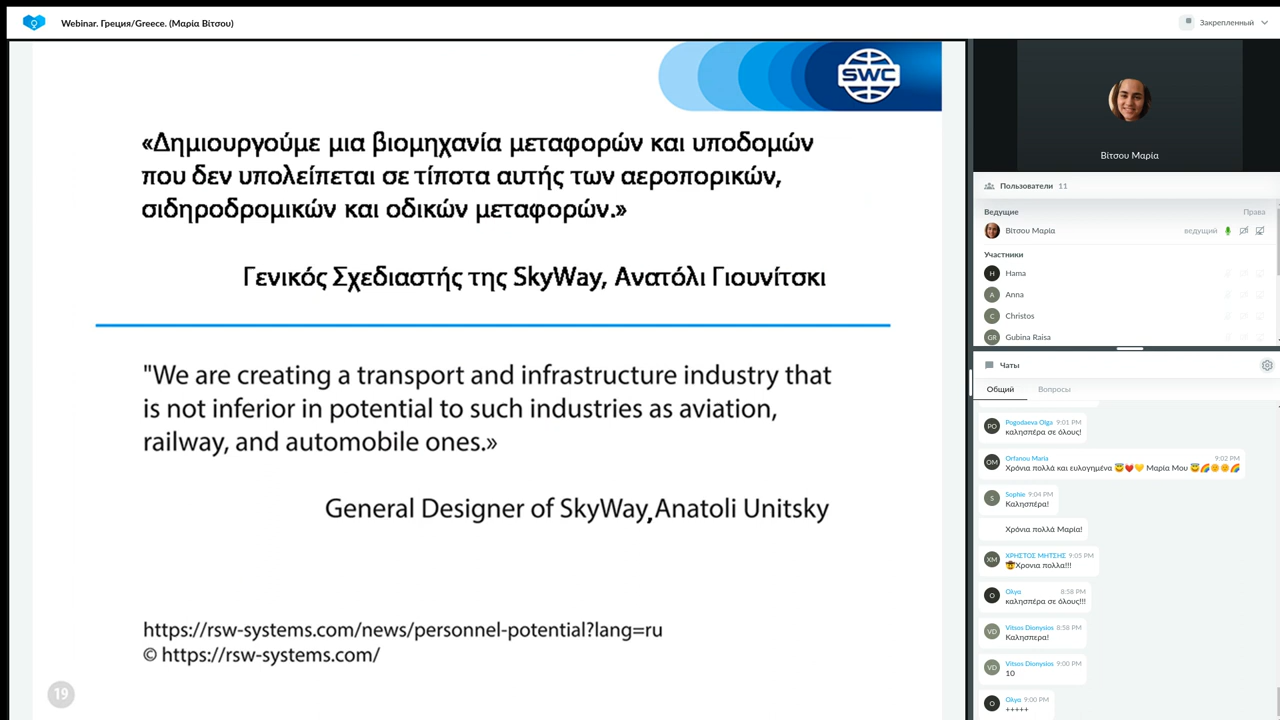 Webinar. Греция/Greece. (Μαρία Βίτσου)
Закрепленный
SWC
«Δημιουργούμε μια βιομηχανία μεταφορών και υποδομών
που δεν υπολείπεται σε τίποτα αυτής των αεροπορικών,
σιδηροδρομικών και οδικών μεταφορών.»
Γενικός Σχεδιαστής της SkyWay, Ανατόλι Γιουνίτσκι
"We are creating a transport and infrastructure industry that
is not inferior in potential to such industries as aviation,
railway, and automobile ones.»
General Designer of SkyWay,Anatoli Unitsky
https://rsw-systems.com/news/personnel-potential?lang=ru
© https://rsw-systems.com/
19
Βίτσου Μαρία
Пользователи 11
Ведущие Права
Βίτσου Μαρία ведущий
Участники
H Hama
A Anna
C Christos
GR Gubina Raisa
Чаты
Общий Вопросы
PO Pogodaeva Olga 9:01 PM
καλησπέρα σε όλους!
OM Orfanou Maria 9:02 PM
Χρόνια πολλά και ευλογημένα 😇❤️💛 Μαρία Μου 😇🌈🌞🌞🌈
S Sophie 9:04 PM
Καλησπέρα!
Χρόνια πολλά Μαρία!
ΧΜ ΧΡΗΣΤΟΣ ΜΗΤΣΗΣ 9:05 PM
🤠Χρονια πολλα!!!
O Olya 8:58 PM
καλησπέρα σε όλους!!!
VD Vitsos Dionysios 8:58 PM
Καλησπερα!
VD Vitsos Dionysios 9:00 PM
10
O Olya 9:00 PM
+++++